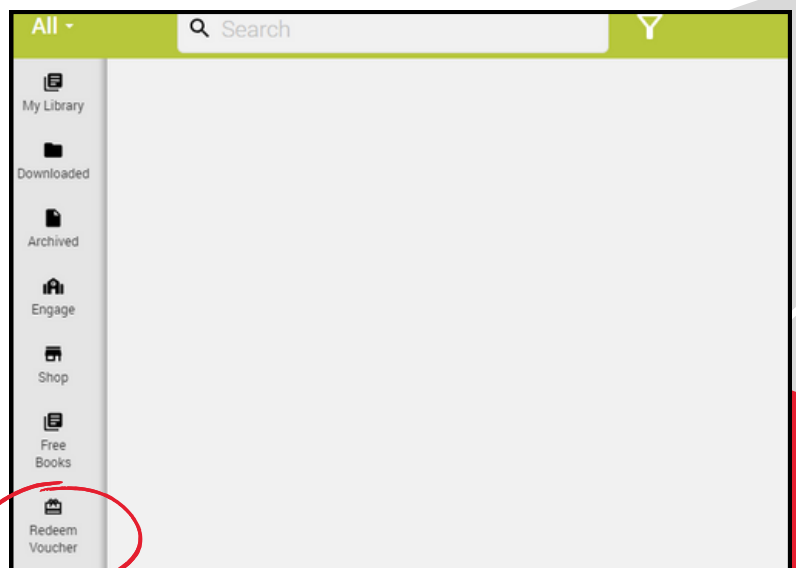 All
Search
My Library
Downloaded
Archived
Engage
Shop
Free
Books
Redeem
Voucher